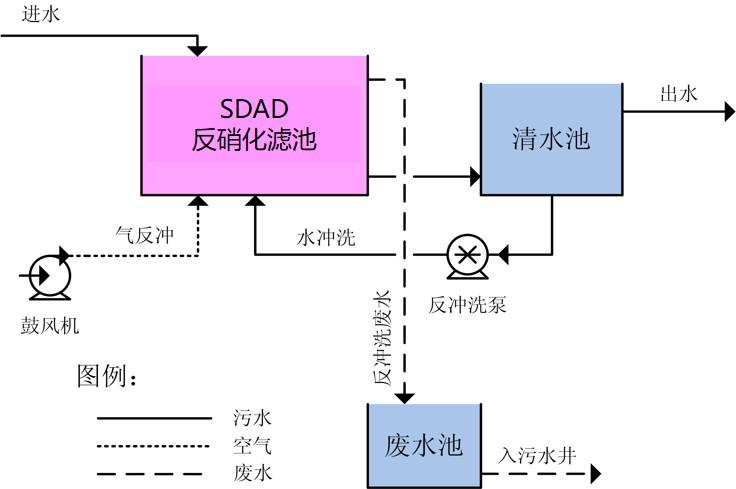 进水
SDAD
反硝化滤池
清水池
出水
气反冲
水冲洗
鼓风机
反冲洗泵
反冲洗废水
图例：
污水
空气
废水
废水池
入污水井